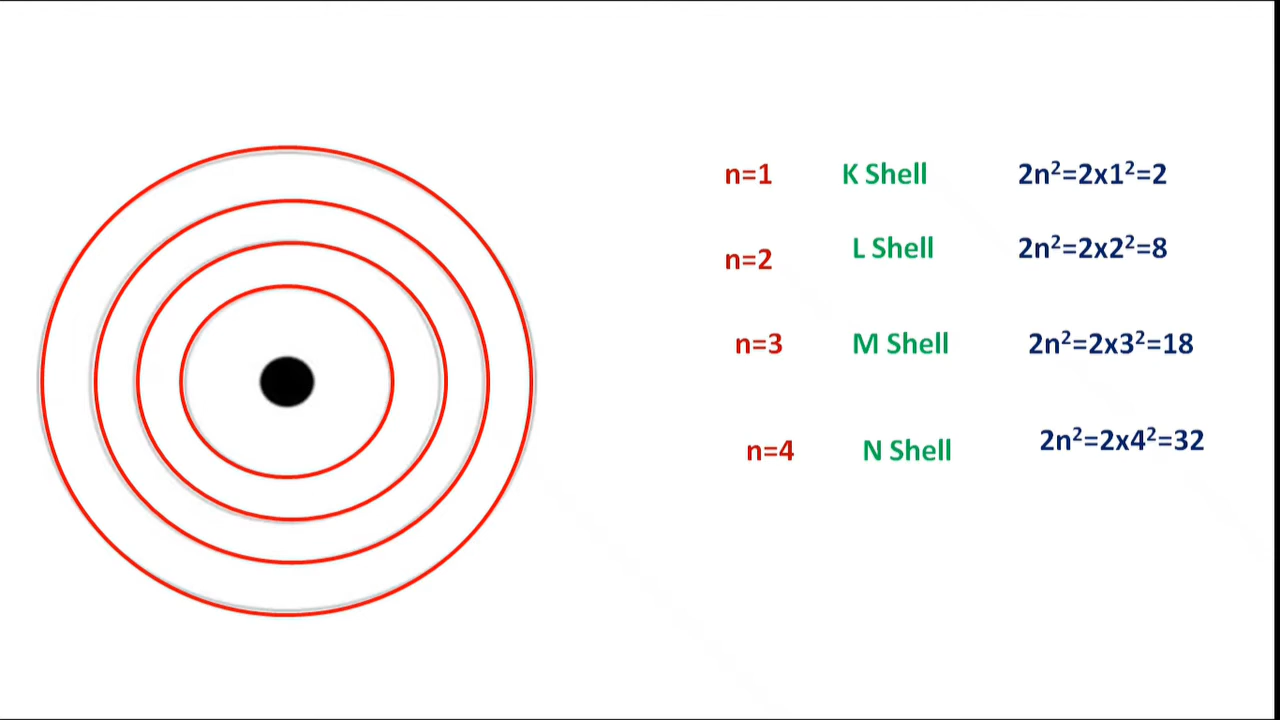 n=1 K Shell 2n²=2x1²=2
n=2 L Shell 2n²=2x2²=8
n=3 M Shell 2n²=2x3²=18
n=4 N Shell 2n²=2x4²=32